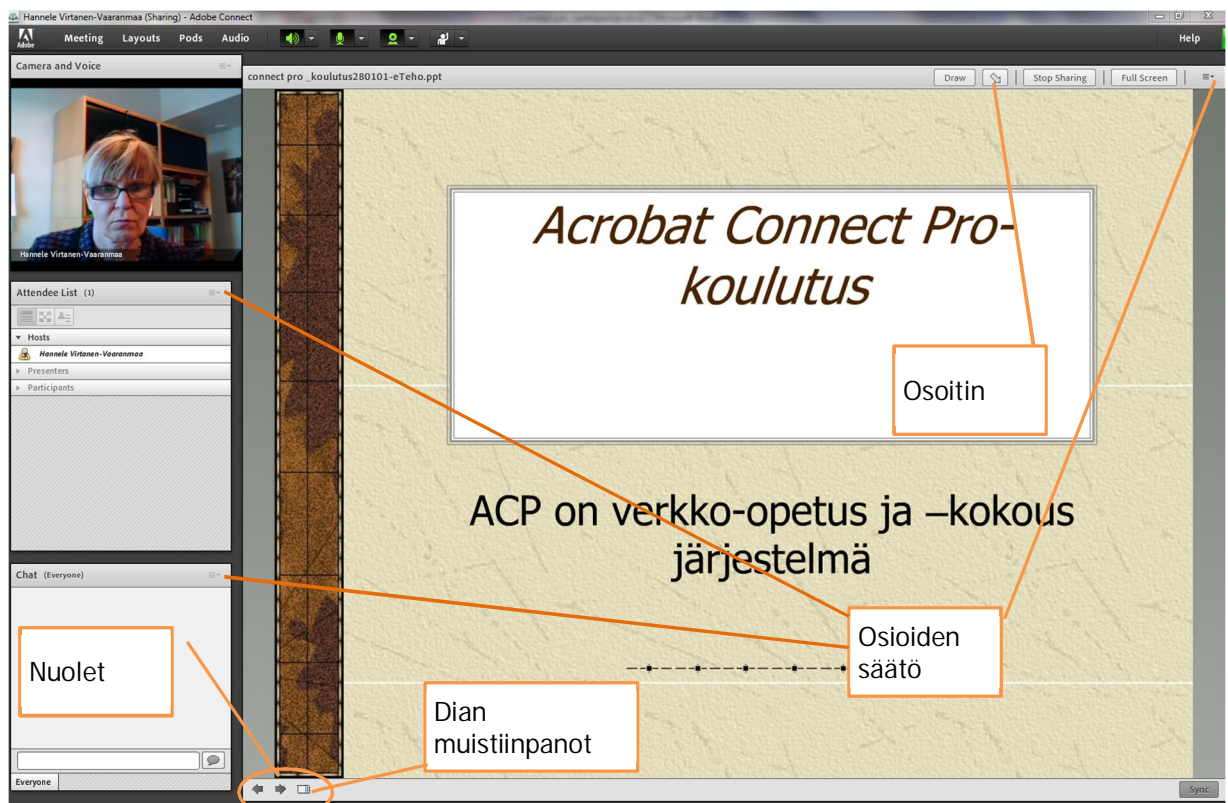 Hannele Virtanen-Vaaranmaa (Sharing) - Adobe Connect
Adobe
Meeting Layouts Pods Audio
Help
Camera and Voice
connect pro _koulutus280101-eTeho.ppt
Draw
Stop Sharing
Full Screen
Hannele Virtanen-Vaaranmaa
Attendee List (1)
Hosts
Hannele Virtanen-Vaaranmaa
Presenters
Participants
Acrobat Connect Pro-
koulutus
Osoitin
ACP on verkko-opetus ja –kokous
järjestelmä
Chat (Everyone)
Osioiden
säätö
Nuolet
Dian
muistiinpanot
Everyone
Sync